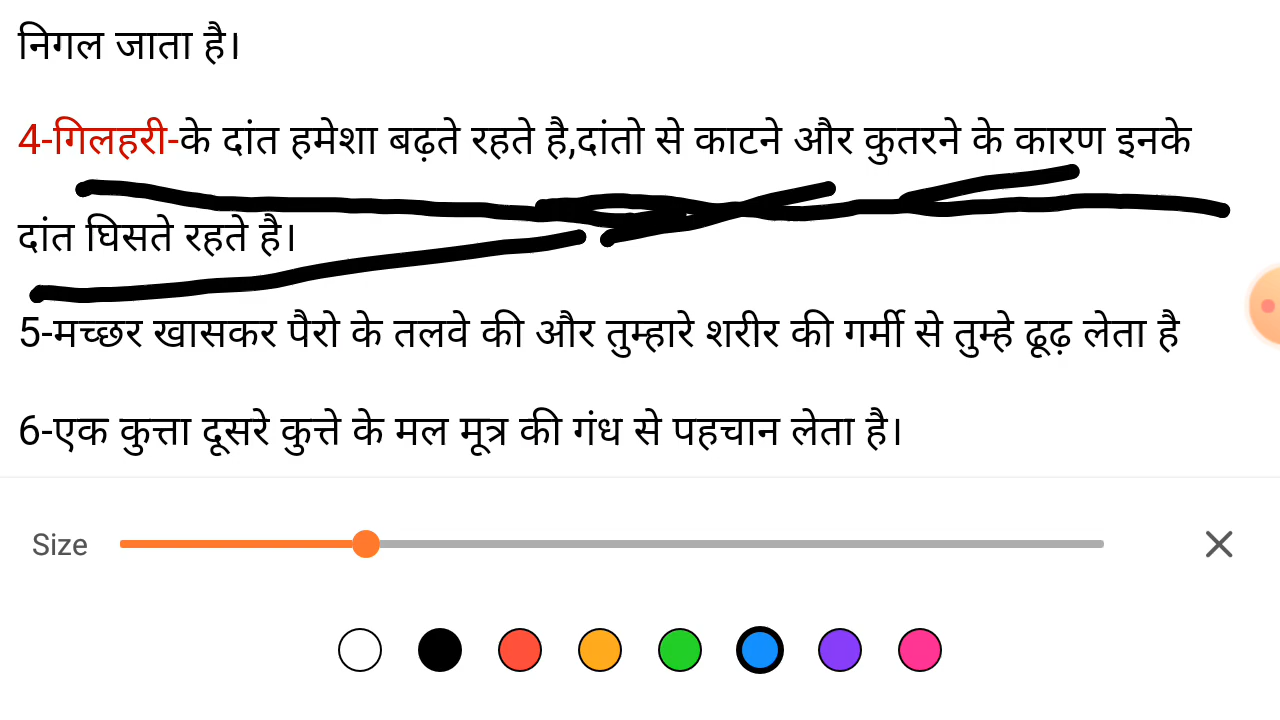 निगल जाता है।
4-गिलहरी-के दांत हमेशा बढ़ते रहते है,दांतो से काटने और कुतरने के कारण इनके
दांत घिसते रहते है।
5-मच्छर खासकर पैरो के तलवे की और तुम्हारे शरीर की गर्मी से तुम्हे ढूढ़ लेता है
6-एक कुत्ता दूसरे कुत्ते के मल मूत्र की गंध से पहचान लेता है।
Size